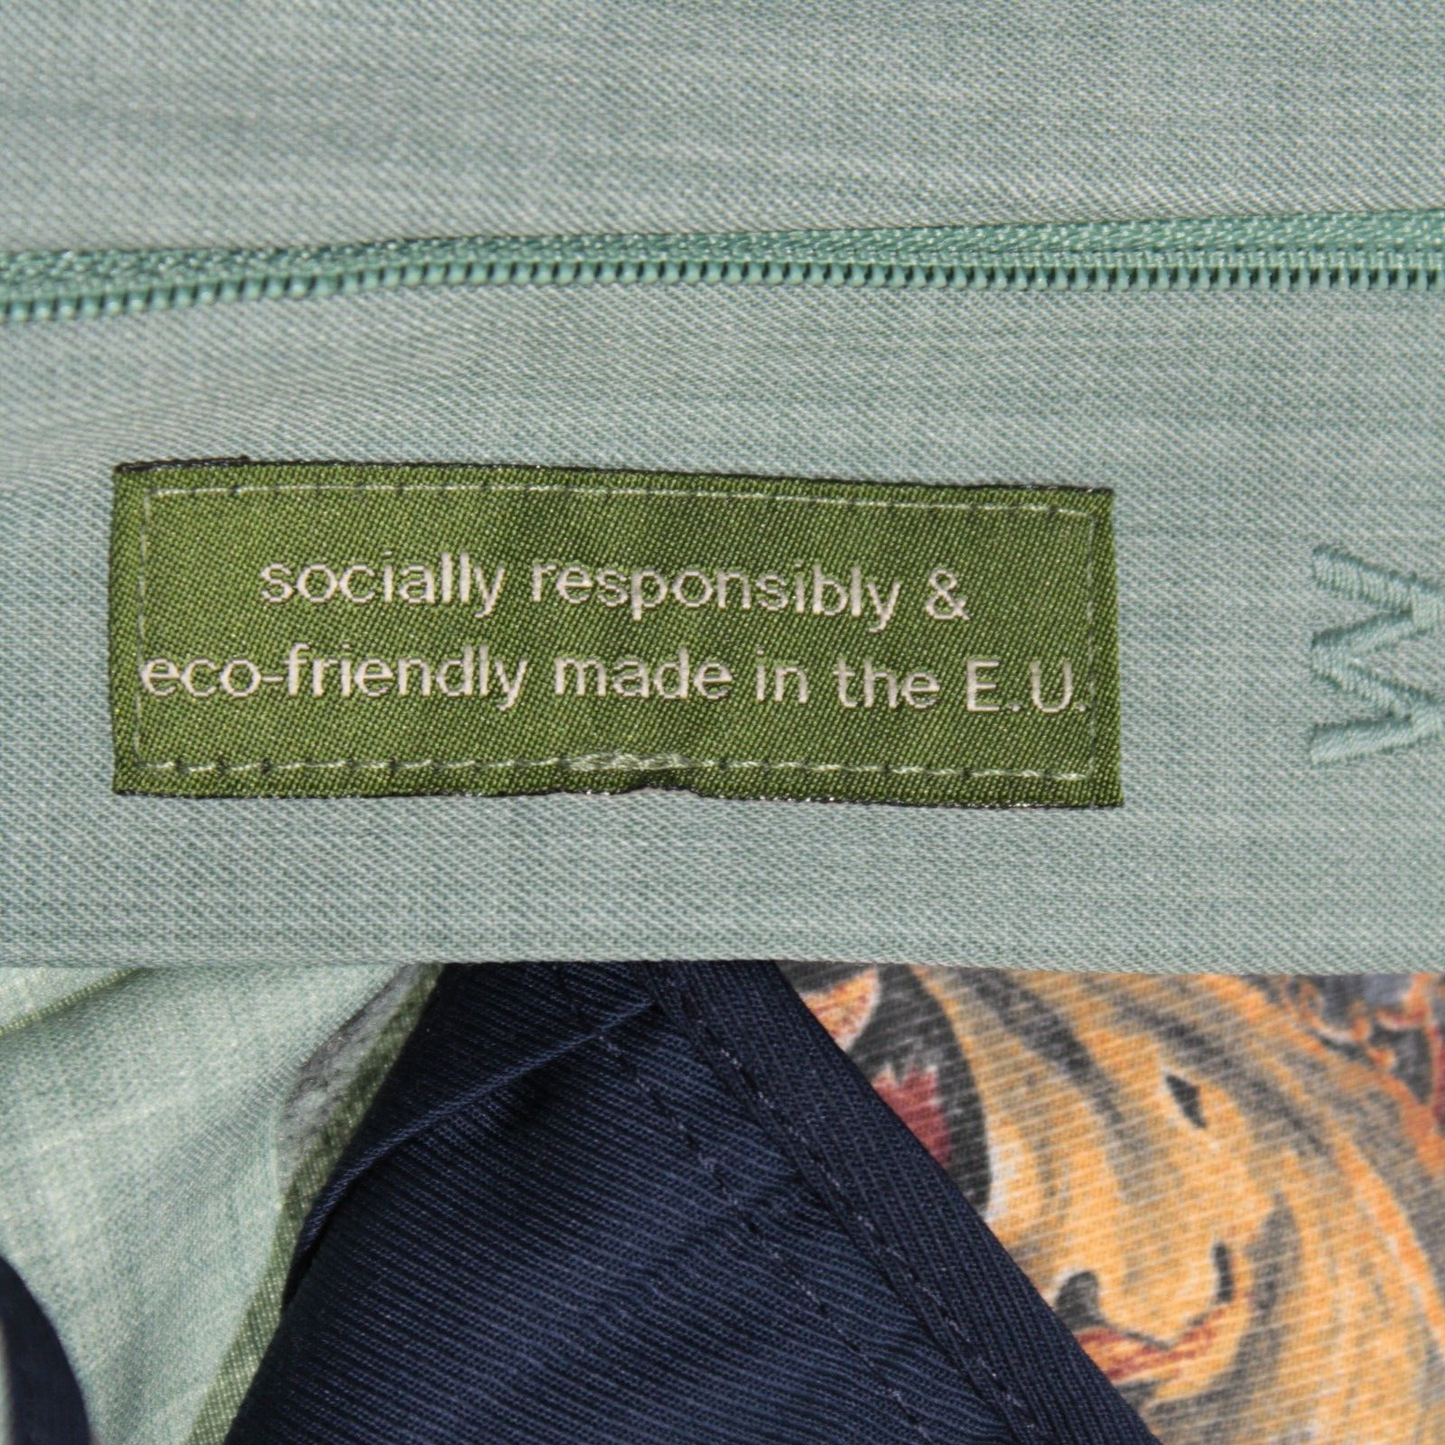 socially responsibly &
eco-friendly made in the E.U.
W